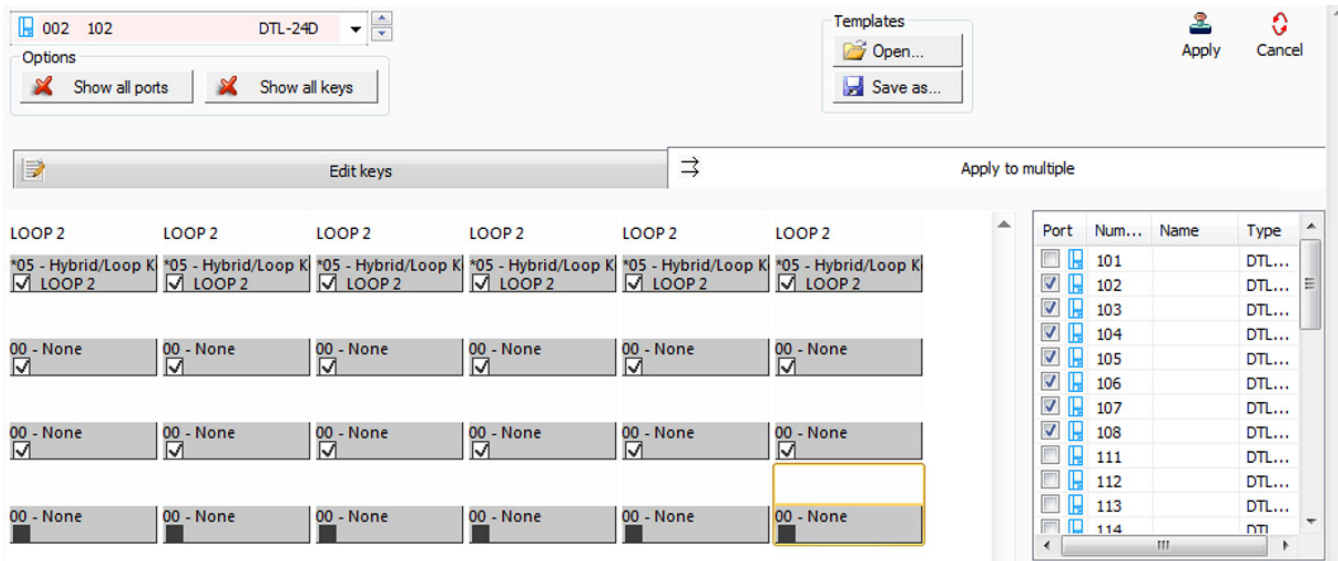 002 102 DTL-24D
Options
Show all ports Show all keys
Templates
Open...
Save as...
Apply Cancel
Edit keys Apply to multiple
LOOP 2 LOOP 2 LOOP 2 LOOP 2 LOOP 2 LOOP 2
*05 - Hybrid/Loop K *05 - Hybrid/Loop K *05 - Hybrid/Loop K *05 - Hybrid/Loop K *05 - Hybrid/Loop K *05 - Hybrid/Loop K
LOOP 2 LOOP 2 LOOP 2 LOOP 2 LOOP 2 LOOP 2
00 - None 00 - None 00 - None 00 - None 00 - None 00 - None
00 - None 00 - None 00 - None 00 - None 00 - None 00 - None
00 - None 00 - None 00 - None 00 - None 00 - None 00 - None
Port Num... Name Type
101 DTL...
102 DTL...
103 DTL...
104 DTL...
105 DTL...
106 DTL...
107 DTL...
108 DTL...
111 DTL...
112 DTL...
113 DTL...
114 DTL